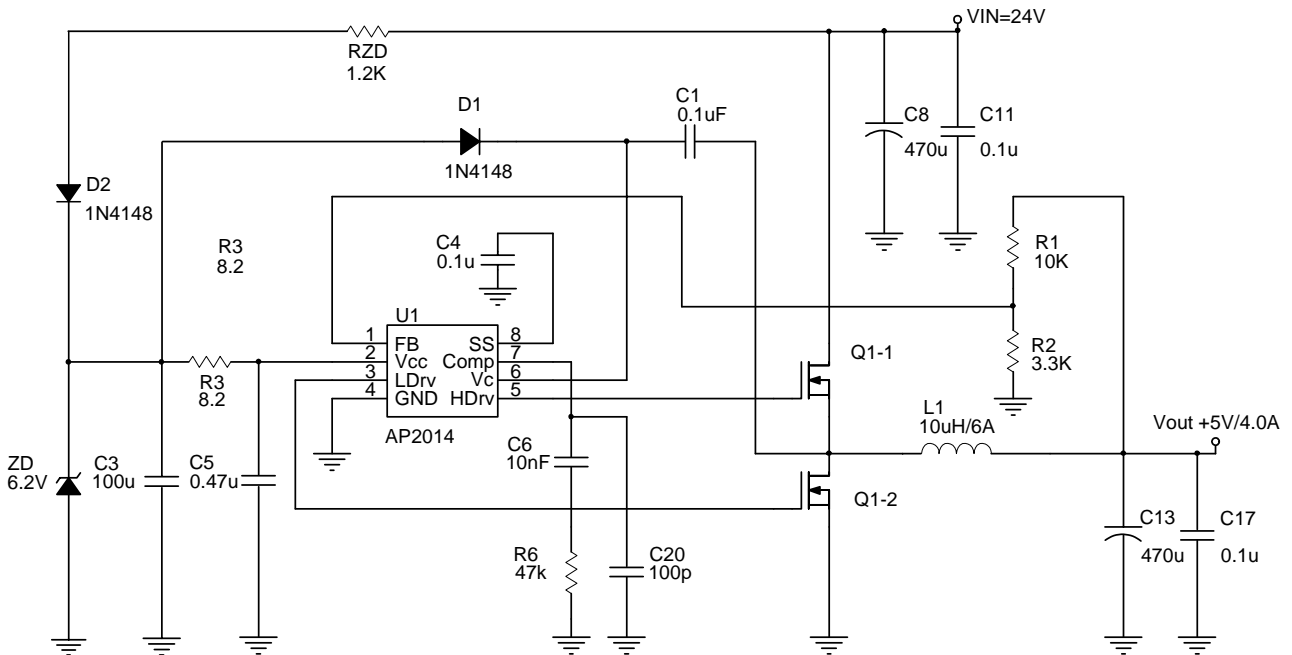 VIN=24V
RZD
1.2K
D1
1N4148
C1
0.1uF
C8
470u
C11
0.1u
D2
1N4148
R3
8.2
C4
0.1u
R1
10K
R2
3.3K
U1
1 FB SS 8
2 Vcc Comp 7
3 LDrv Vc 6
4 GND HDrv 5
AP2014
R3
8.2
Q1-1
L1
10uH/6A
Vout +5V/4.0A
ZD
6.2V
C3
100u
C5
0.47u
C6
10nF
Q1-2
R6
47k
C20
100p
C13
470u
C17
0.1u